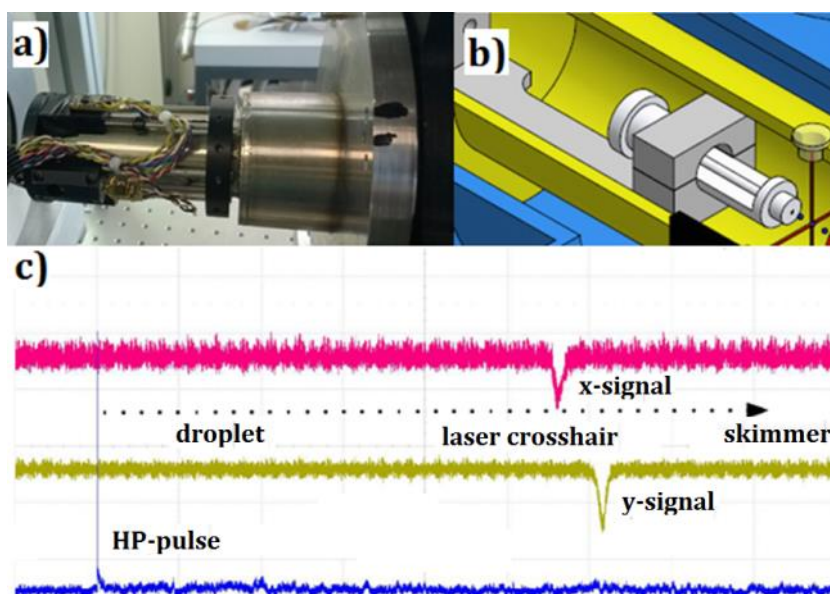 a)
b)
c)
x-signal
droplet
laser crosshair
skimmer
y-signal
HP-pulse